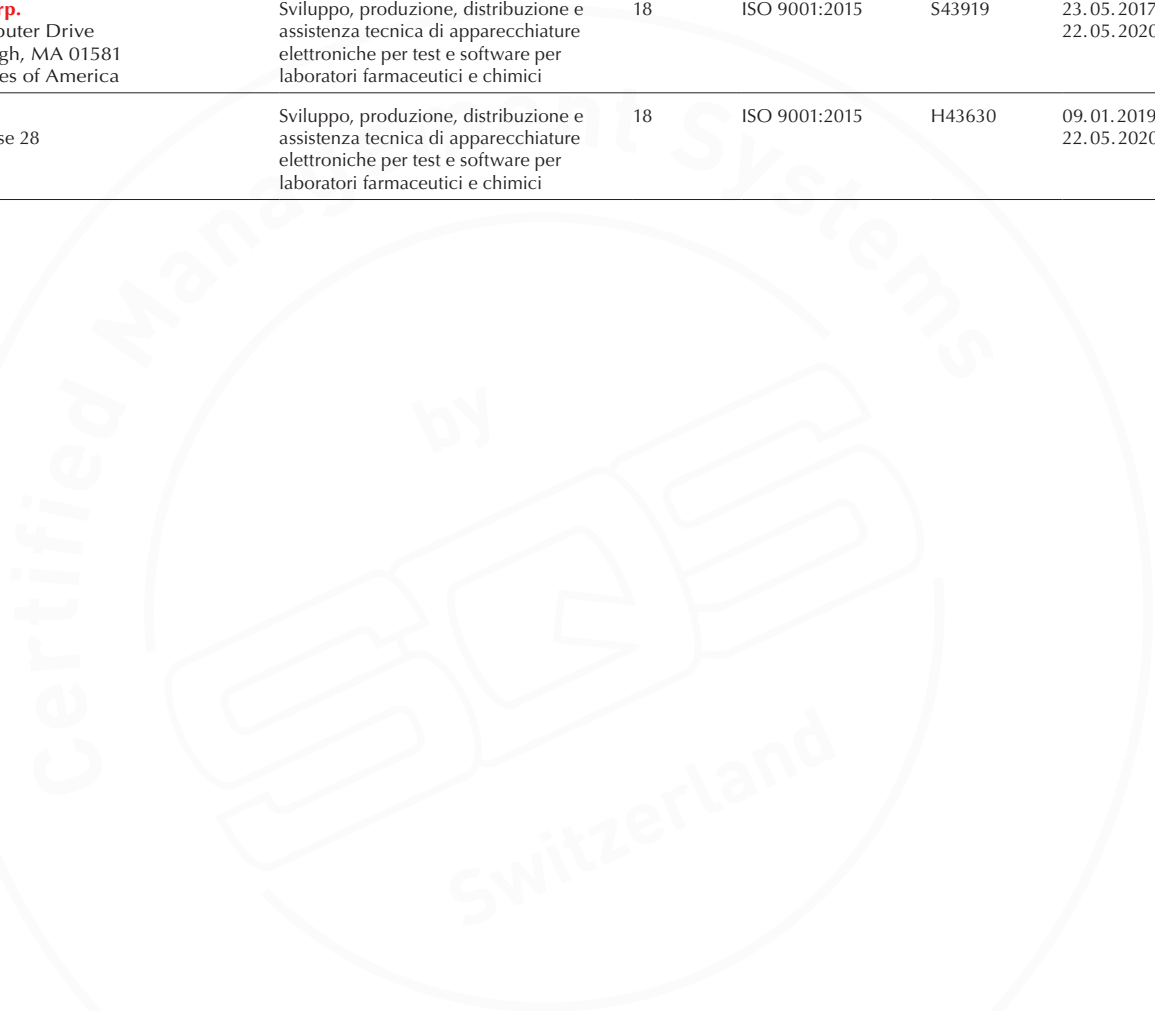 rp. Sviluppo, produzione, distribuzione e 18 ISO 9001:2015 S43919 23.05.2017
outer Drive assistenza tecnica di apparecchiature 22.05.2020
gh, MA 01581 elettroniche per test e software per
es of America laboratori farmaceutici e chimici
Sviluppo, produzione, distribuzione e 18 ISO 9001:2015 H43630 09.01.2019
se 28 assistenza tecnica di apparecchiature 22.05.2020
elettroniche per test e software per
laboratori farmaceutici e chimici
Certified Management Systems
by
SQS
Switzerland